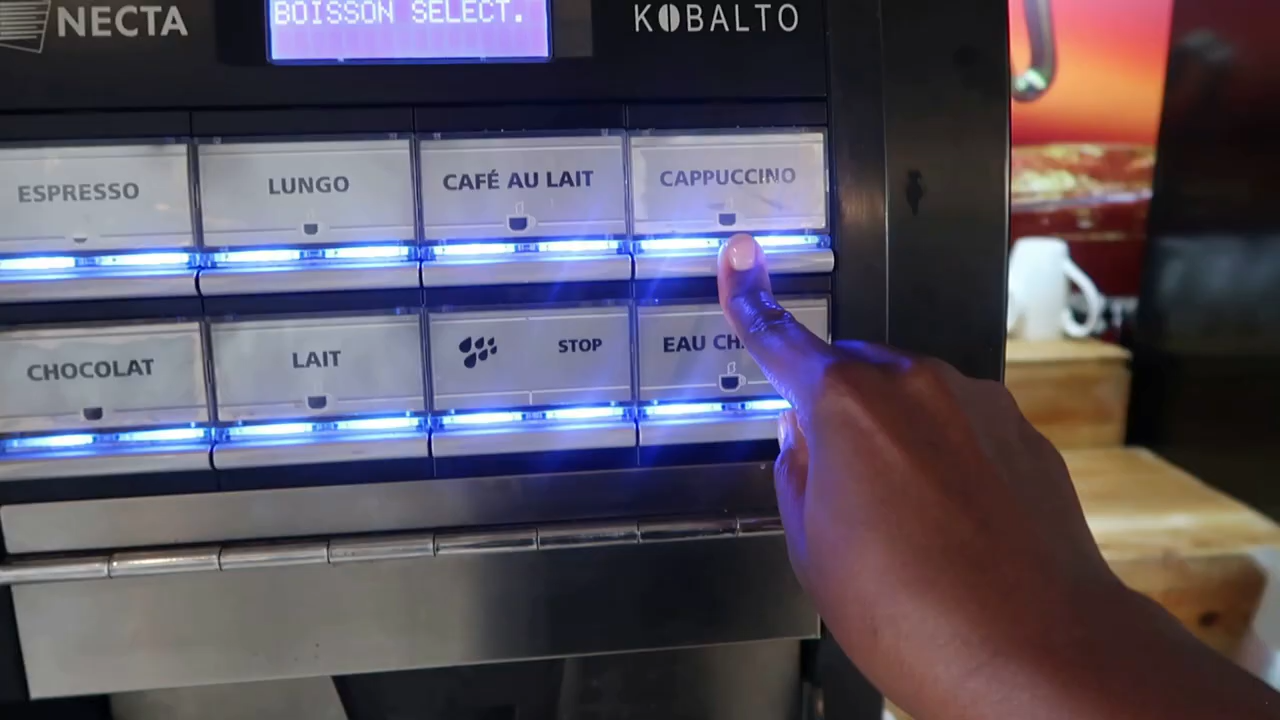 NECTA
BOISSON SELECT.
KOBALTO
ESPRESSO
LUNGO
CAFÉ AU LAIT
CAPPUCCINO
CHOCOLAT
LAIT
STOP
EAU CH